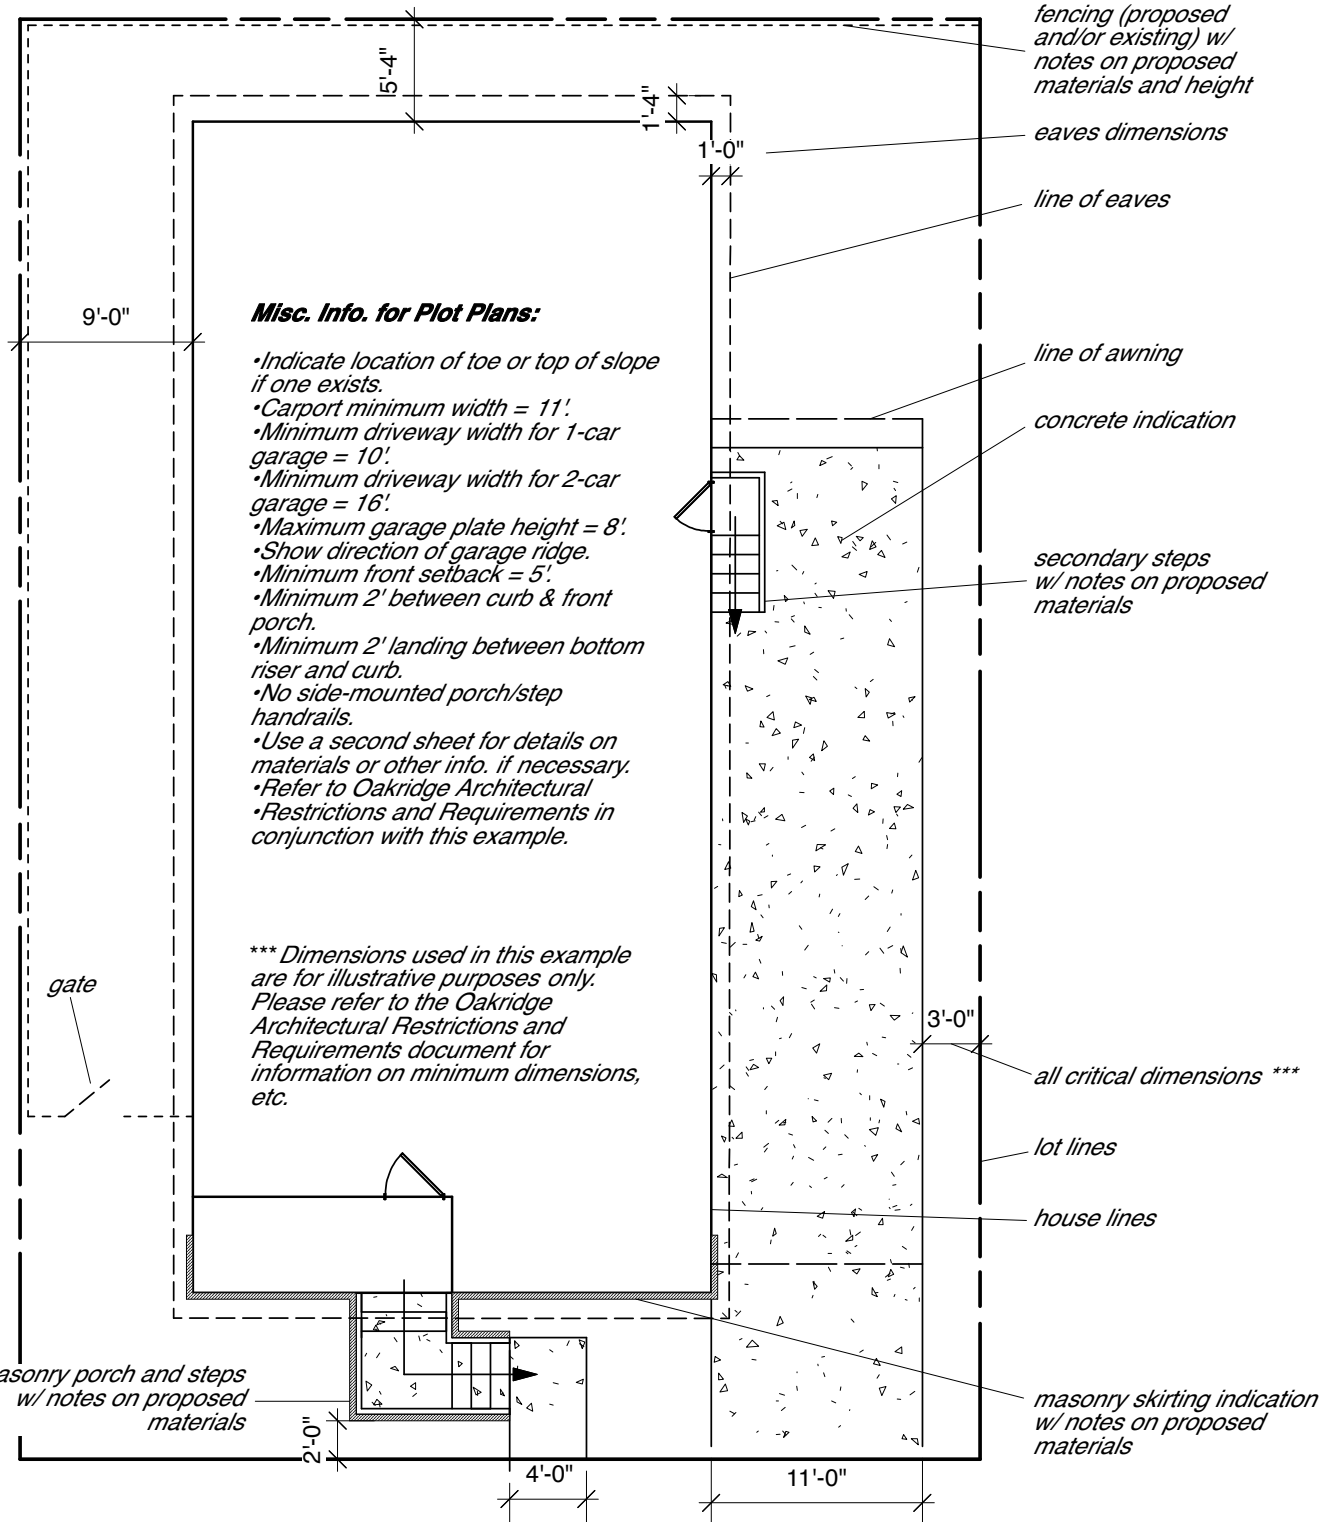 fencing (proposed
and/or existing) w/
notes on proposed
materials and height
5'-4"
1'-4"
eaves dimensions
1'-0"
line of eaves
9'-0"
Misc. Info. for Plot Plans:
•Indicate location of toe or top of slope
if one exists.
•Carport minimum width = 11'.
•Minimum driveway width for 1-car
garage = 10'.
•Minimum driveway width for 2-car
garage = 16'.
•Maximum garage plate height = 8'.
•Show direction of garage ridge.
•Minimum front setback = 5'.
•Minimum 2' between curb & front
porch.
•Minimum 2' landing between bottom
riser and curb.
•No side-mounted porch/step
handrails.
•Use a second sheet for details on
materials or other info. if necessary.
•Refer to Oakridge Architectural
•Restrictions and Requirements in
conjunction with this example.
line of awning
concrete indication
secondary steps
w/ notes on proposed
materials
*** Dimensions used in this example
are for illustrative purposes only.
Please refer to the Oakridge
Architectural Restrictions and
Requirements document for
information on minimum dimensions,
etc.
gate
3'-0"
all critical dimensions ***
lot lines
house lines
asonry porch and steps
w/ notes on proposed
materials
masonry skirting indication
w/ notes on proposed
materials
2'-0"
4'-0"
11'-0"